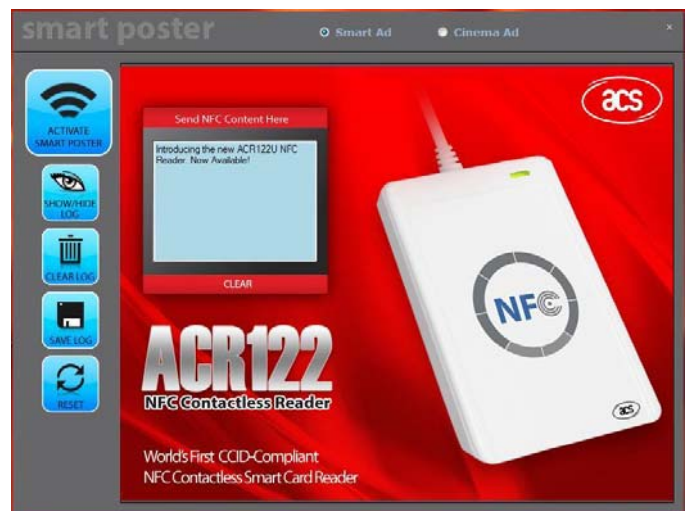 smart poster
Smart Ad
Cinema Ad
×
ACTIVATE
SMART POSTER
SHOW/HIDE
LOG
CLEAR LOG
SAVE LOG
RESET
Send NFC Content Here
Introducing the new ACR122U NFC
Reader. Now Available!
CLEAR
acs
NFC
acs
ACR122
NFC Contactless Reader
World's First CCID-Compliant
NFC Contactless Smart Card Reader